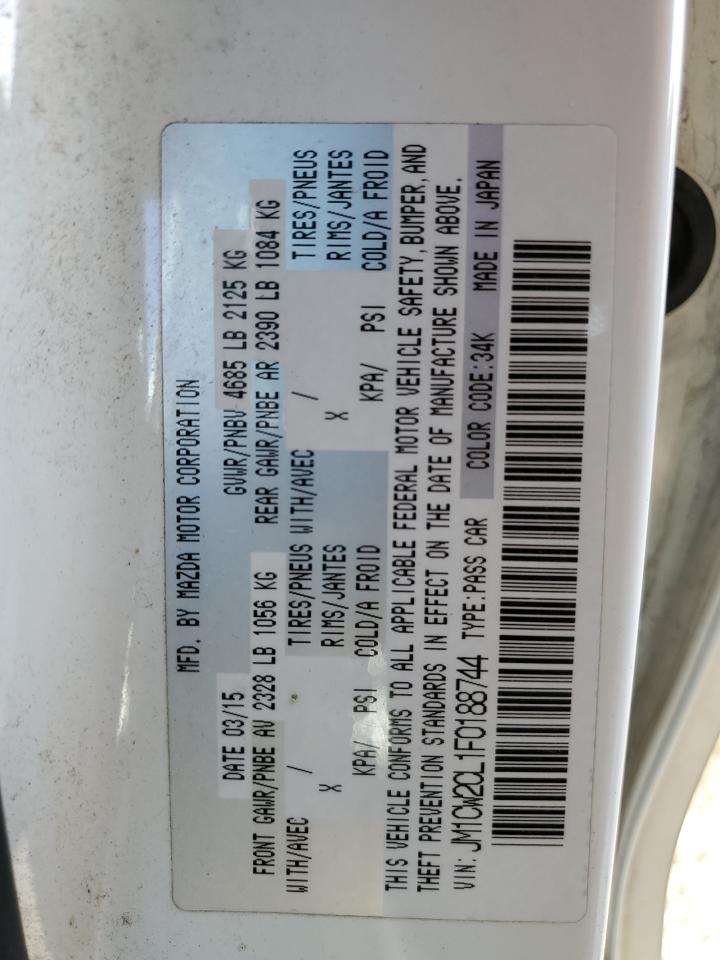 MFD. BY MAZDA MOTOR CORPORATION
DATE 03/15 GVWR/PNBV 4685 LB 2125 KG
FRONT GAWR/PNBE AV 2328 LB 1056 KG REAR GAWR/PNBE AR 2390 LB 1084 KG
WITH/AVEC / TIRES/PNEUS WITH/AVEC / TIRES/PNEUS
X RIMS/JANTES X RIMS/JANTES
KPA/ PSI COLD/A FROID KPA/ PSI COLD/A FROID
THIS VEHICLE CONFORMS TO ALL APPLICABLE FEDERAL MOTOR VEHICLE SAFETY, BUMPER, AND
THEFT PREVENTION STANDARDS IN EFFECT ON THE DATE OF MANUFACTURE SHOWN ABOVE.
VIN: JM1CW2CL1F0188744 TYPE:PASS CAR COLOR CODE:34K MADE IN JAPAN